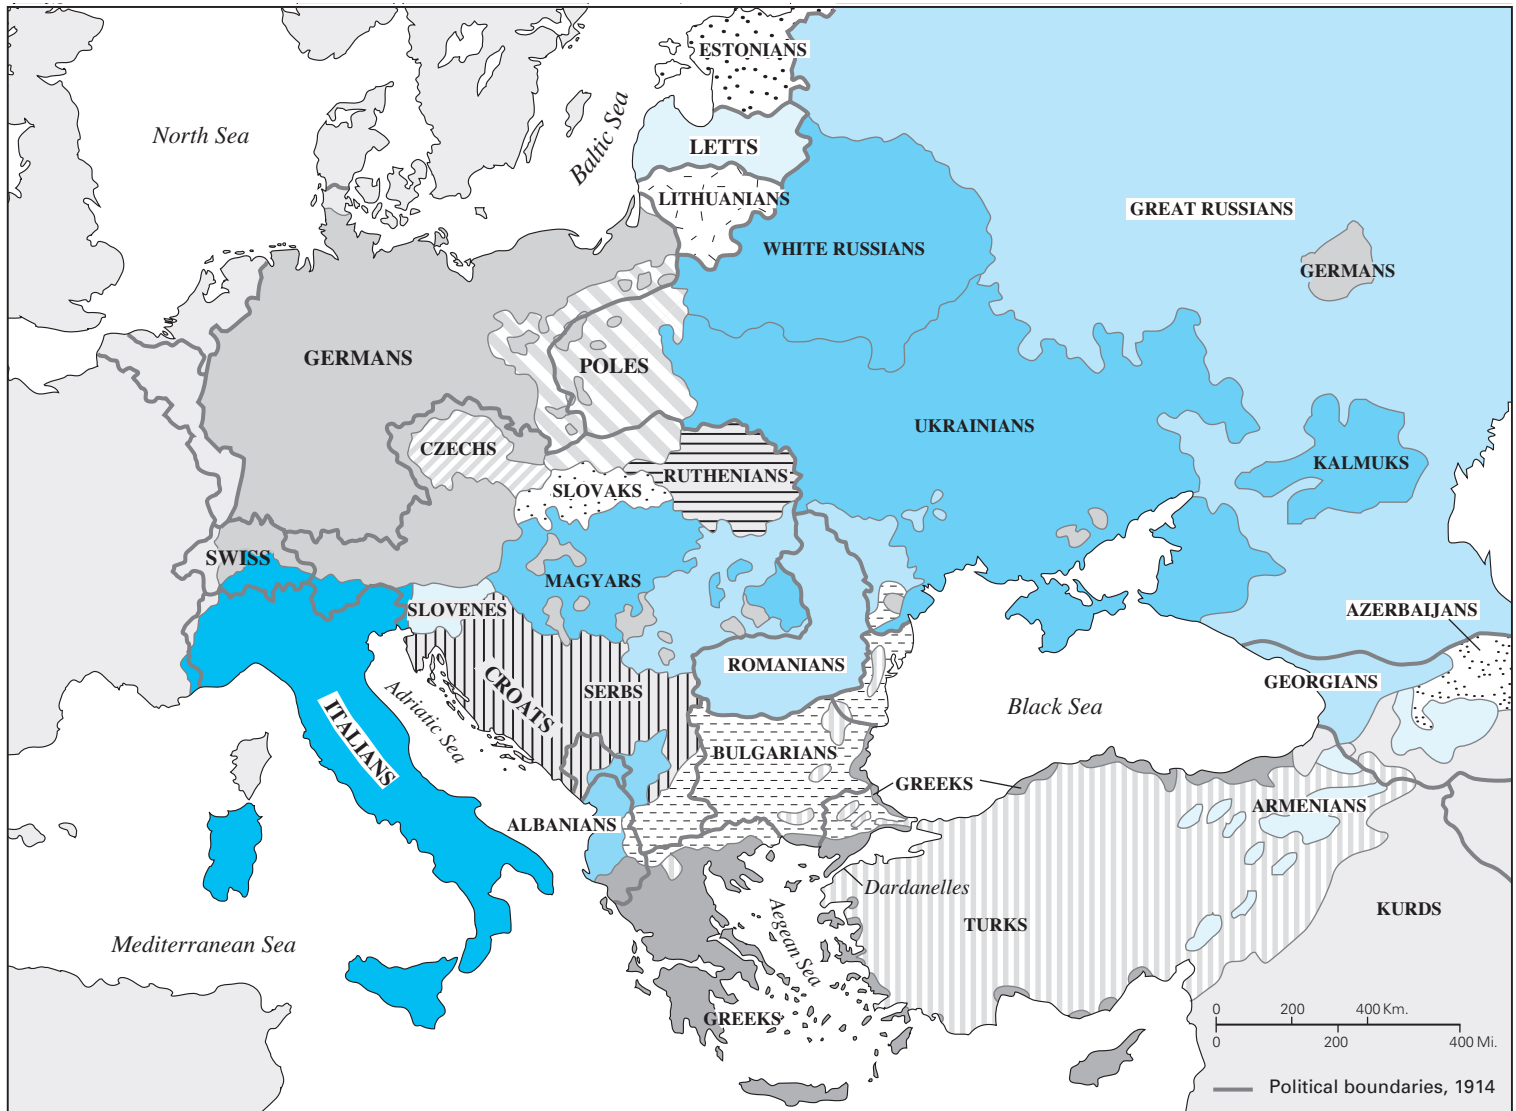 ESTONIANS
North Sea
Baltic Sea
LETTS
LITHUANIANS
GREAT RUSSIANS
WHITE RUSSIANS
GERMANS
GERMANS
POLES
UKRAINIANS
CZECHS
KALMUKS
RUTHENIANS
SLOVAKS
SWISS
MAGYARS
SLOVENES
AZERBAIJANS
ROMANIANS
GEORGIANS
CROATS
SERBS
Adriatic Sea
Black Sea
ITALIANS
BULGARIANS
GREEKS
ARMENIANS
ALBANIANS
Dardanelles
KURDS
TURKS
Aegean Sea
Mediterranean Sea
GREEKS
0 200 400 Km.
0 200 400 Mi.
Political boundaries, 1914